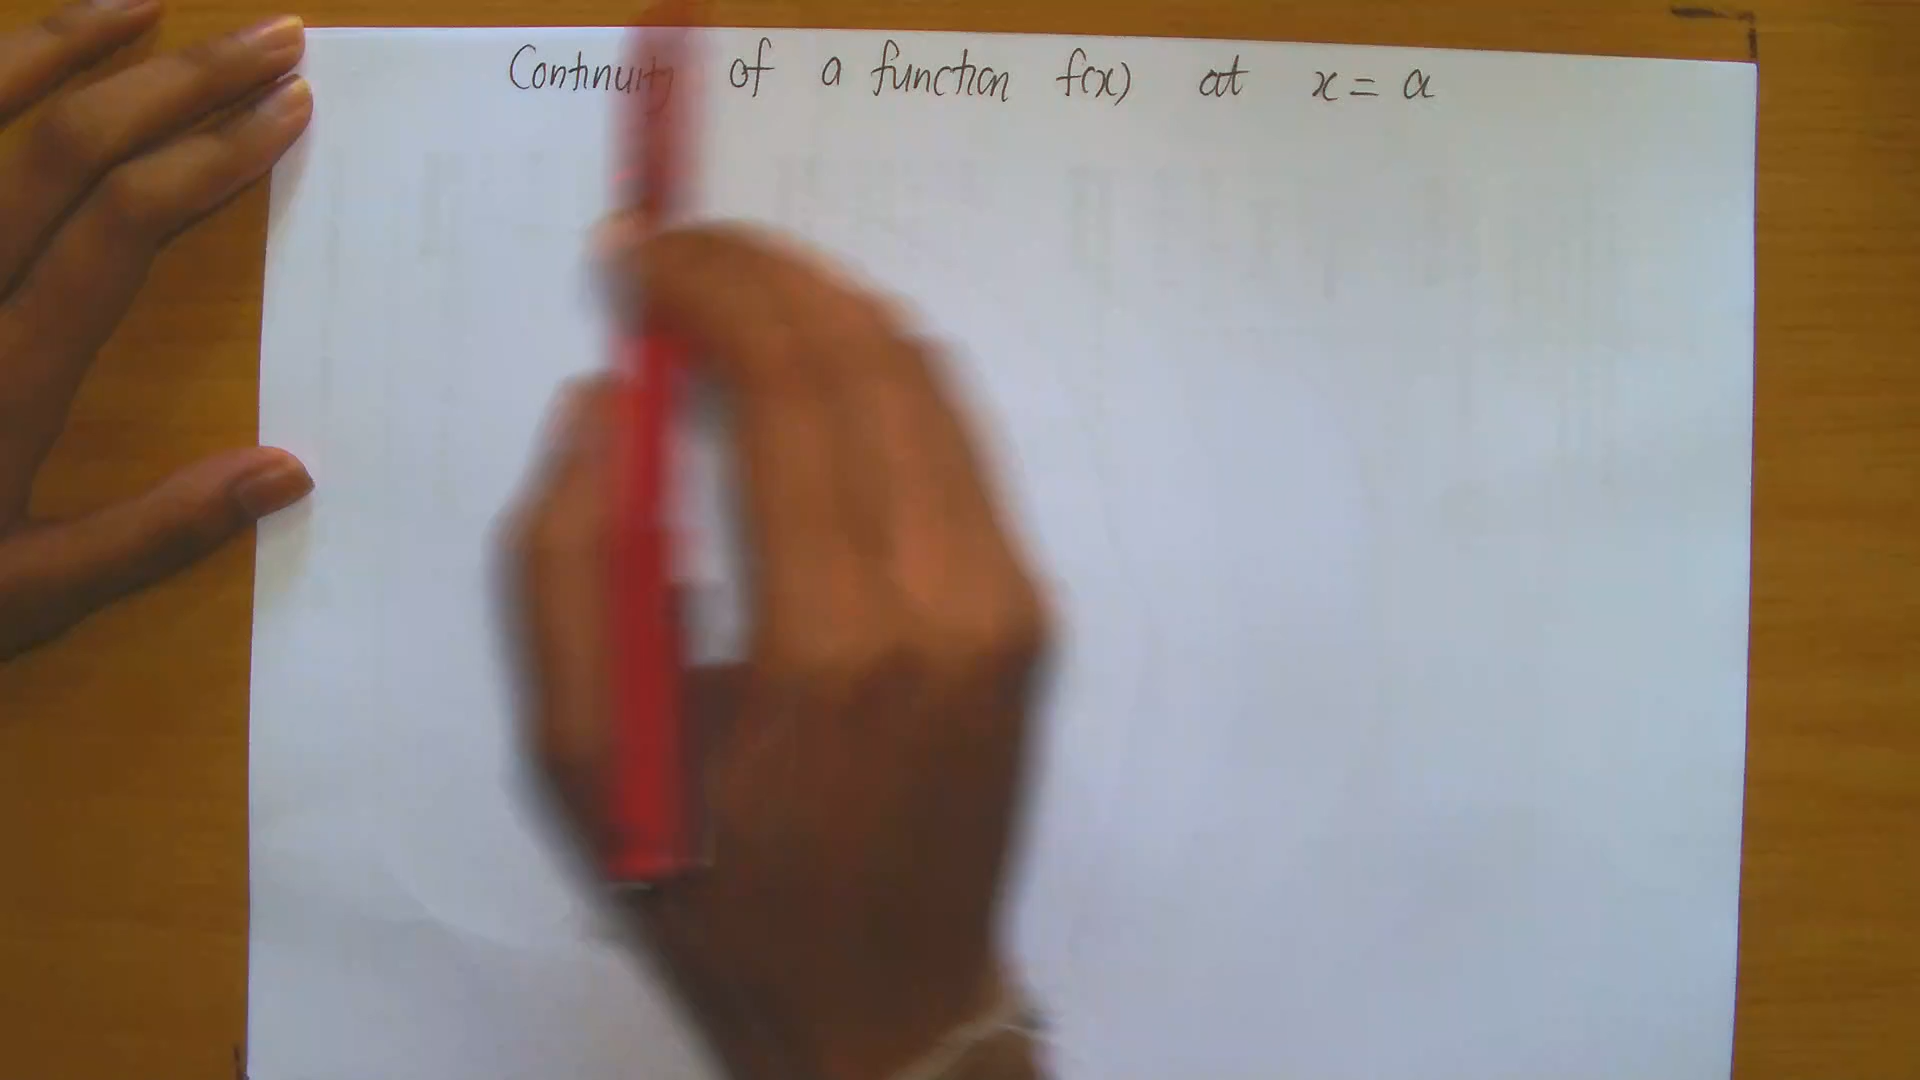 Continuity of a function f(x) at x = a